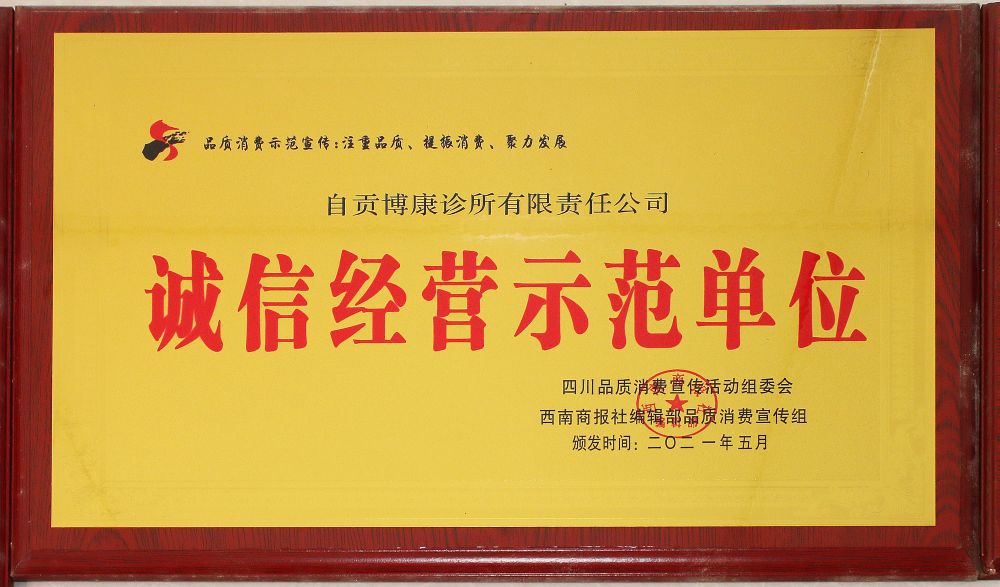 品质消费示范宣传：注重品质、提振消费、聚力发展
自贡博康诊所有限责任公司
诚信经营示范单位
四川品质消费宣传活动组委会
西南商报社编辑部品质消费宣传组
颁发时间：二〇二一年五月
编辑部